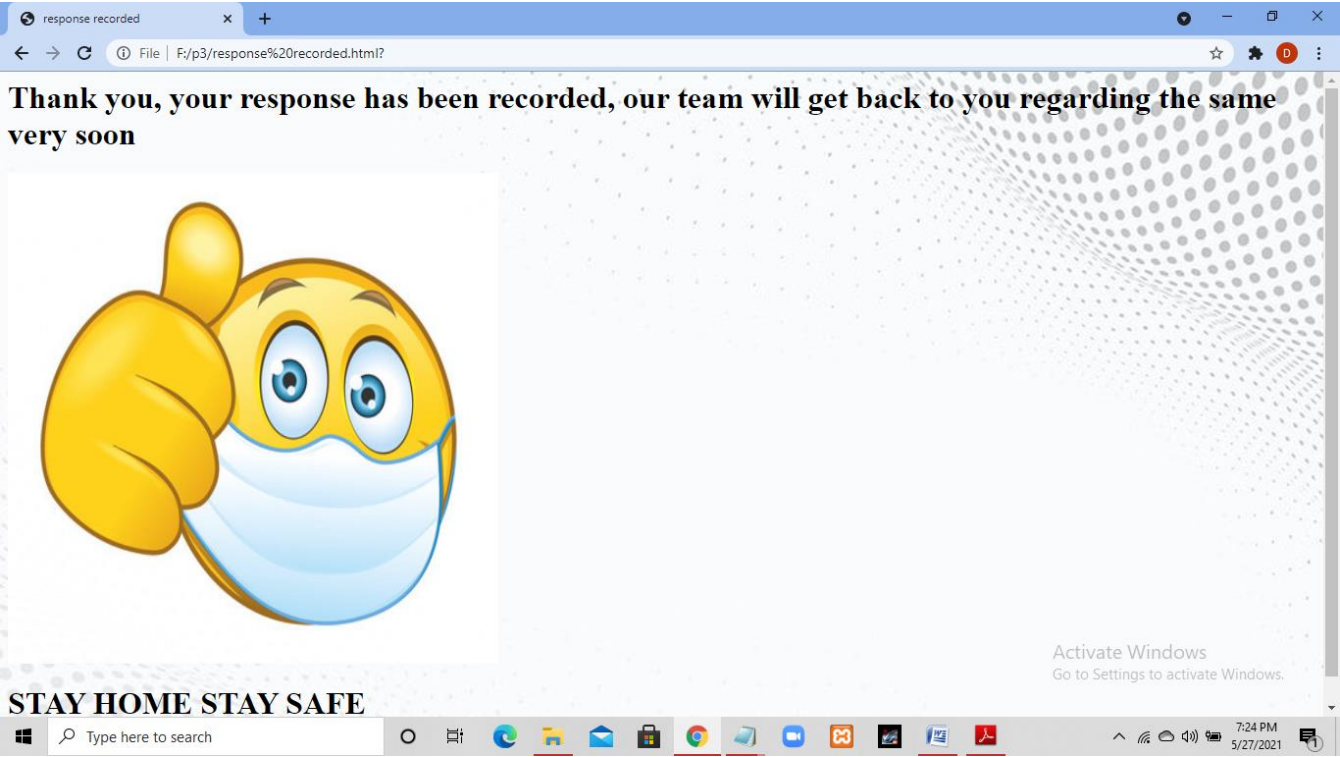 response recorded
File | F:/p3/response%20recorded.html?
D
Thank you, your response has been recorded, our team will get back to you regarding the same
very soon
Activate Windows
Go to Settings to activate Windows.
STAY HOME STAY SAFE
Type here to search
7:24 PM
5/27/2021
1